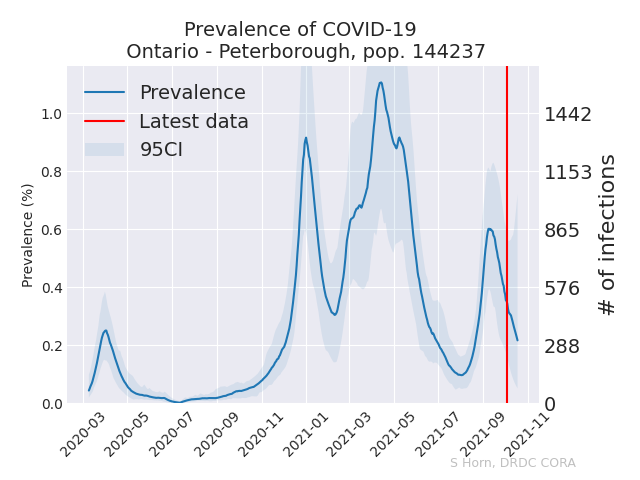 Prevalence of COVID-19
Ontario - Peterborough, pop. 144237
Prevalence
Latest data
95CI
Prevalence (%)
1.0
0.8
0.6
0.4
0.2
0.0
1442
1153
865
576
288
0
# of infections
2020-03
2020-05
2020-07
2020-09
2020-11
2021-01
2021-03
2021-05
2021-07
2021-09
2021-11
S Horn, DRDC CORA